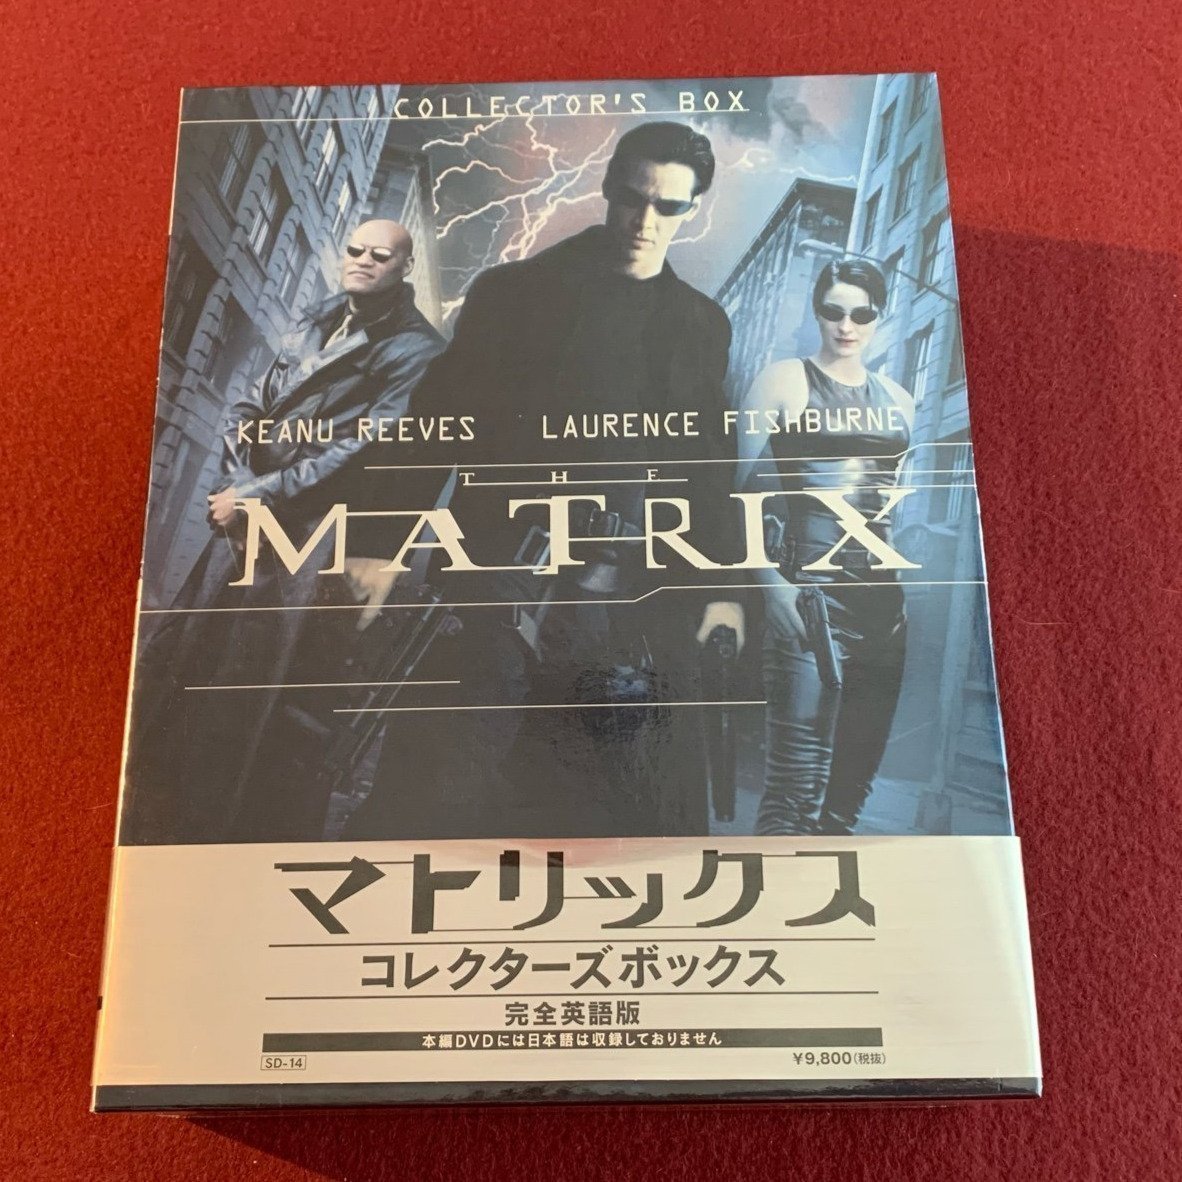 COLLECTOR'S BOX
KEANU REEVES LAURENCE FISHBURNE
THE
MATRIX
マトリックス
コレクターズボックス
完全英語版
本編DVDには日本語は収録しておりません
SD-14 ¥9,800(税抜)